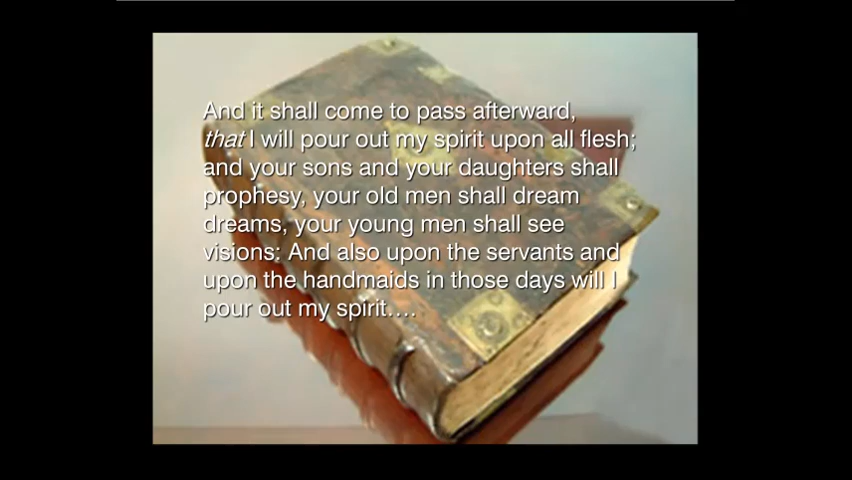 And it shall come to pass afterward,
that I will pour out my spirit upon all flesh;
and your sons and your daughters shall
prophesy, your old men shall dream
dreams, your young men shall see
visions: And also upon the servants and
upon the handmaids in those days will I
pour out my spirit....